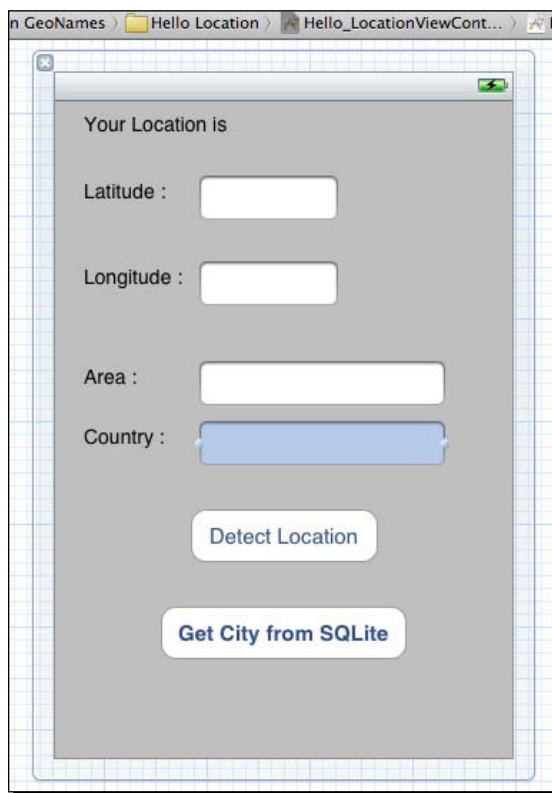 n GeoNames Hello Location Hello_LocationViewCont...
Your Location is
Latitude :
Longitude :
Area :
Country :
Detect Location
Get City from SQLite